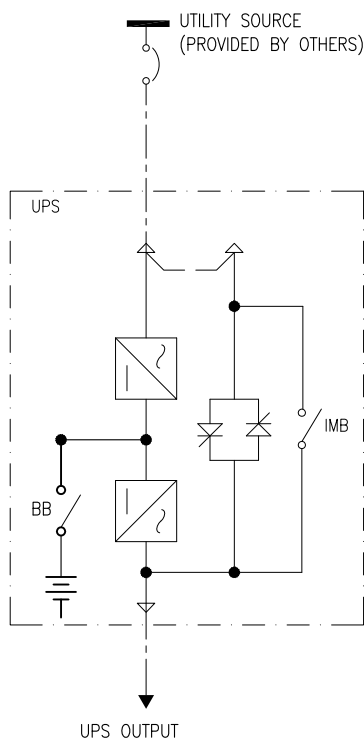 UTILITY SOURCE
(PROVIDED BY OTHERS)
UPS
IMB
BB
UPS OUTPUT